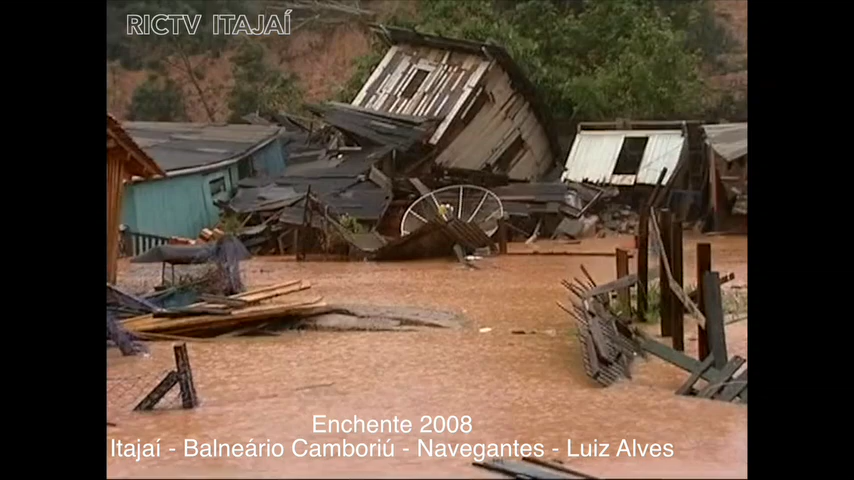 RICTV ITAJAÍ
Enchente 2008
Itajaí - Balneário Camboriú - Navegantes - Luiz Alves